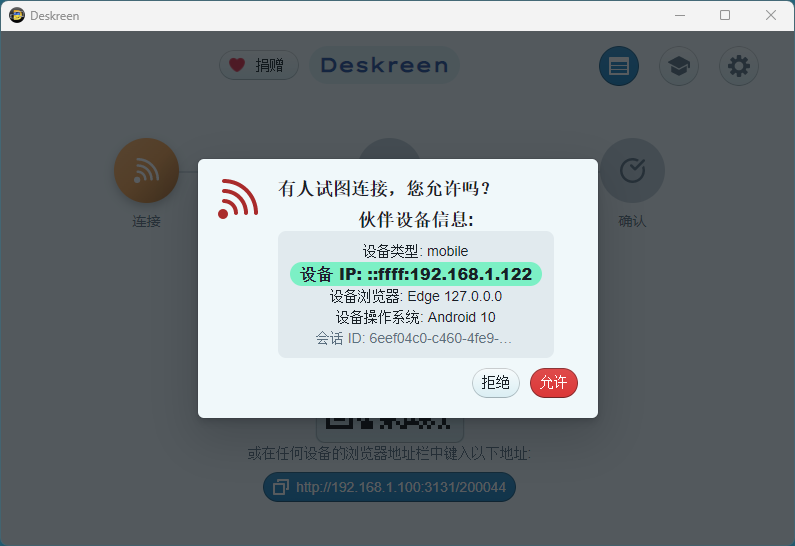 Deskreen
捐赠
Deskreen
连接
确认
有人试图连接，您允许吗？
伙伴设备信息:
设备类型: mobile
设备 IP: ::ffff:192.168.1.122
设备浏览器: Edge 127.0.0.0
设备操作系统: Android 10
会话 ID: 6eef04c0-c460-4fe9-…
拒绝
允许
或在任何设备的浏览器地址栏中键入以下地址:
http://192.168.1.100:3131/200044